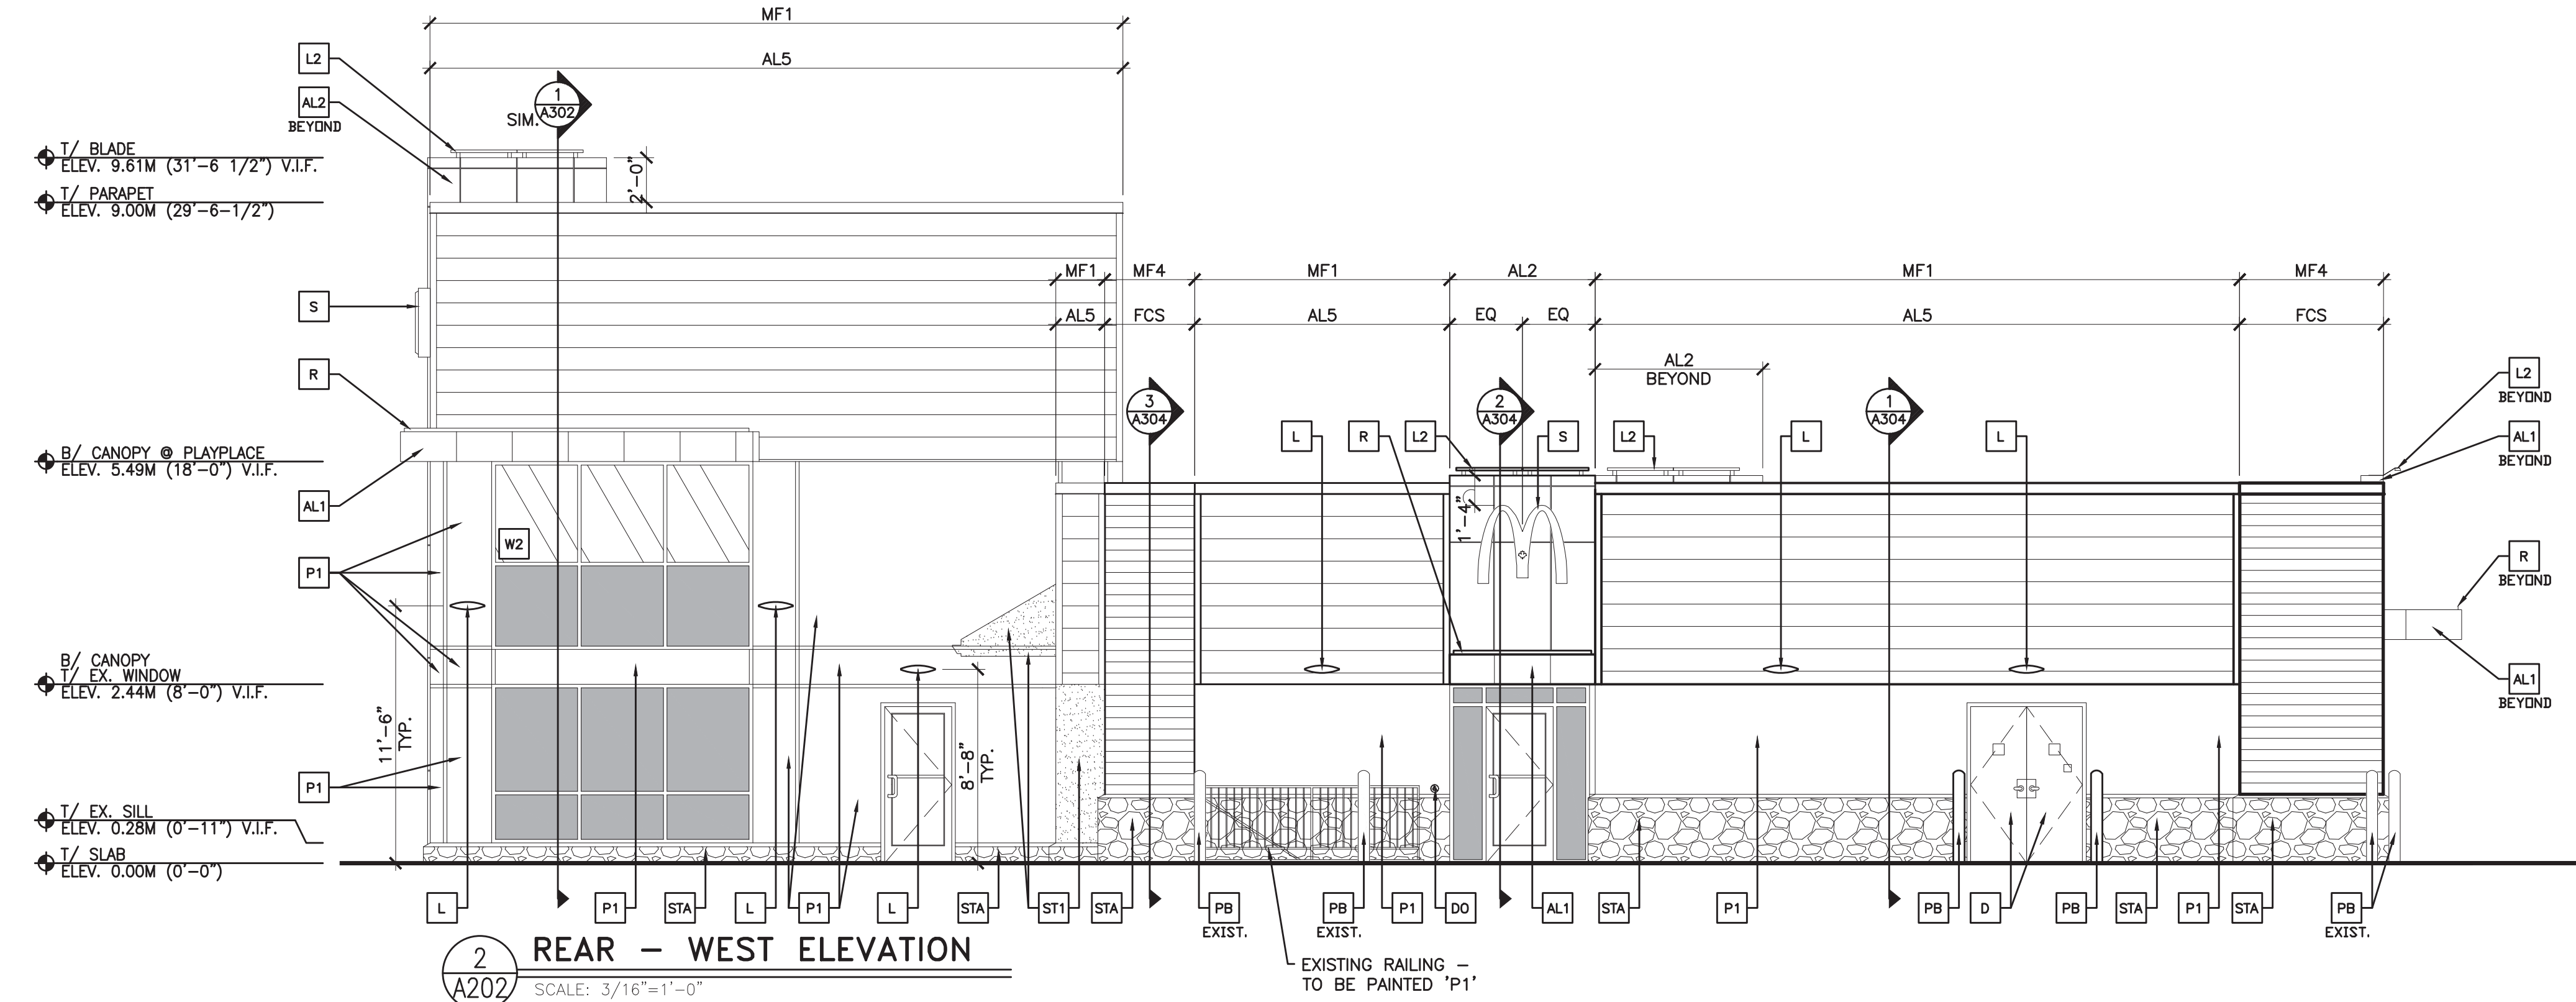 MF1
L2
AL5
AL2
BEYOND
1
A302
SIM.
T/ BLADE
ELEV. 9.61M (31'-6 1/2") V.I.F.
2'-0"
T/ PARAPET
ELEV. 9.00M (29'-6-1/2")
MF1
MF4
MF1
AL2
MF1
MF4
S
AL5
FCS
AL5
EQ
EQ
AL5
FCS
R
AL2
BEYOND
L2
BEYOND
3
A304
2
A304
1
A304
L
R
L2
S
L2
L
L
AL1
BEYOND
B/ CANOPY @ PLAYPLACE
ELEV. 5.49M (18'-0") V.I.F.
AL1
1'-4"
W2
P1
R
BEYOND
B/ CANOPY
T/ EX. WINDOW
ELEV. 2.44M (8'-0") V.I.F.
AL1
BEYOND
11'-6"
TYP.
8'-8"
TYP.
P1
T/ EX. SILL
ELEV. 0.28M (0'-11") V.I.F.
T/ SLAB
ELEV. 0.00M (0'-0")
L
P1
STA
L
P1
L
STA
ST1
STA
PB
EXIST.
PB
EXIST.
P1
DO
AL1
STA
P1
PB
D
PB
STA
P1
STA
PB
EXIST.
2
A202
REAR - WEST ELEVATION
SCALE: 3/16"=1'-0"
EXISTING RAILING -
TO BE PAINTED 'P1'